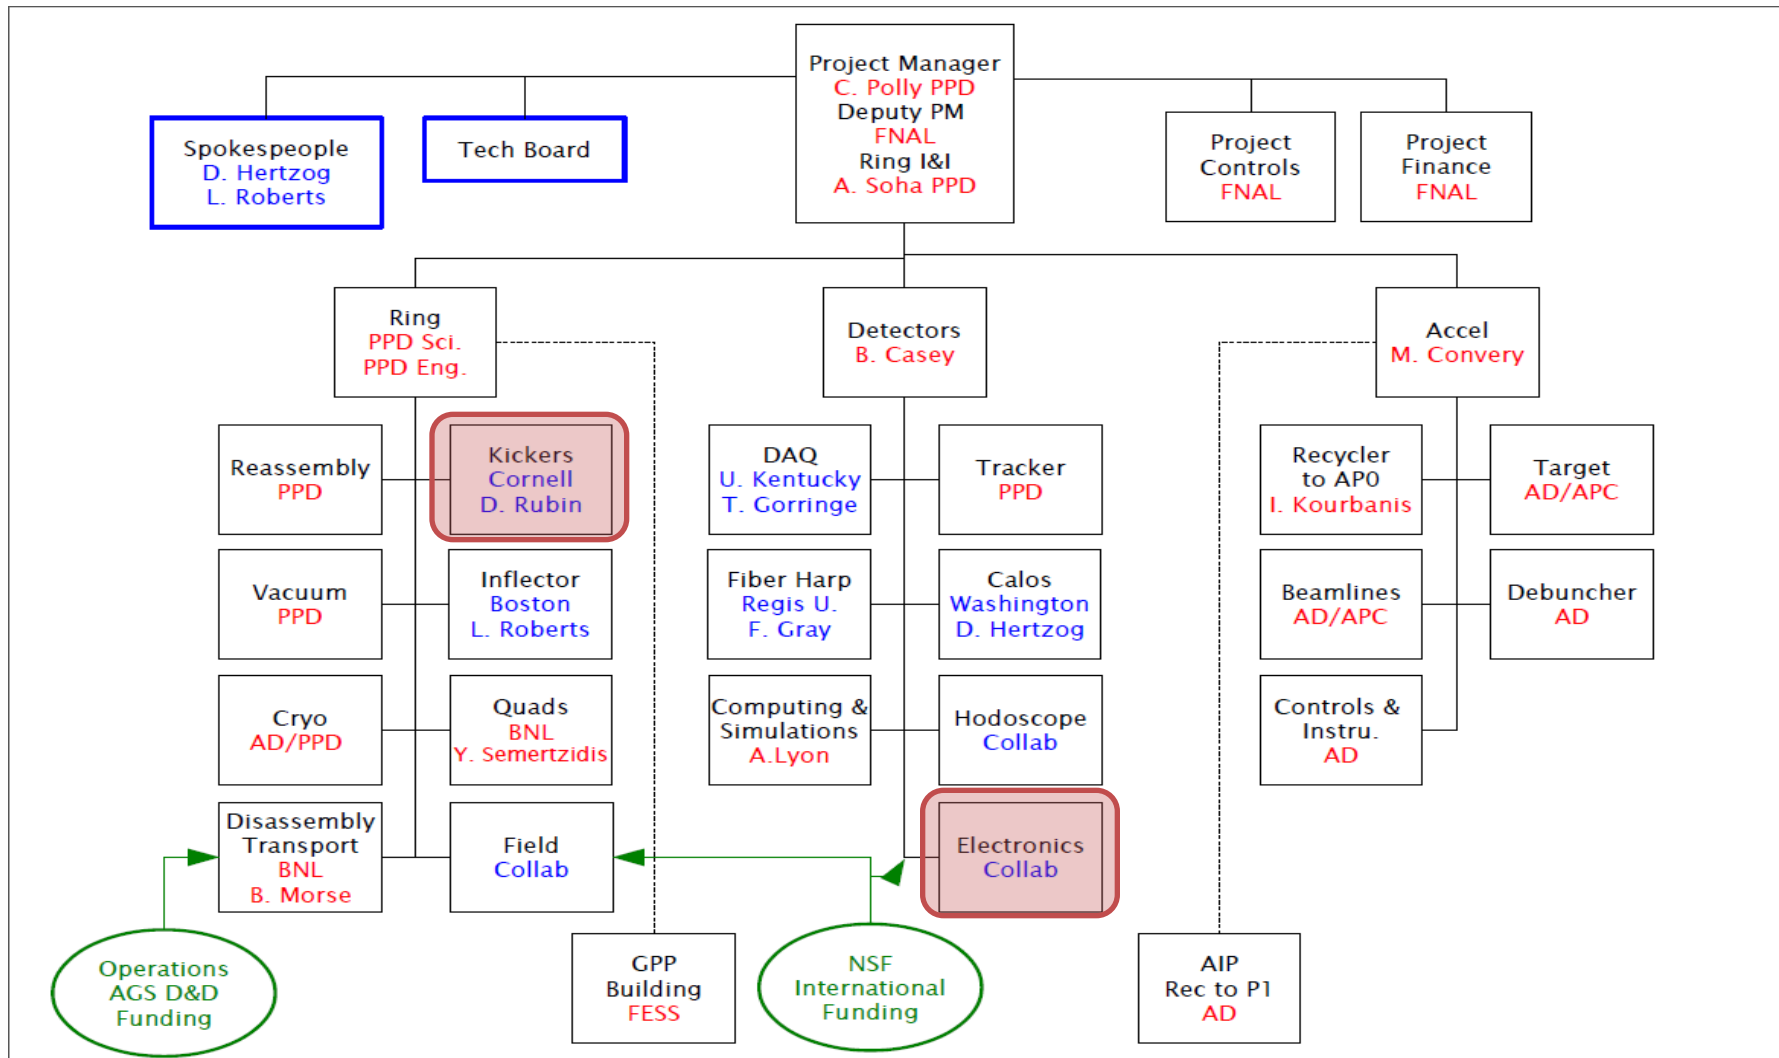 Project Manager
C. Polly PPD
Deputy PM
FNAL
Ring I&I
A. Soha PPD
Spokespeople
D. Hertzog
L. Roberts
Tech Board
Project
Controls
FNAL
Project
Finance
FNAL
Ring
PPD Sci.
PPD Eng.
Detectors
B. Casey
Accel
M. Convery
Reassembly
PPD
Kickers
Cornell
D. Rubin
DAQ
U. Kentucky
T. Gorringe
Tracker
PPD
Recycler
to AP0
I. Kourbanis
Target
AD/APC
Vacuum
PPD
Inflector
Boston
L. Roberts
Fiber Harp
Regis U.
F. Gray
Calos
Washington
D. Hertzog
Beamlines
AD/APC
Debuncher
AD
Cryo
AD/PPD
Quads
BNL
Y. Semertzidis
Computing &
Simulations
A.Lyon
Hodoscope
Collab
Controls &
Instru.
AD
Disassembly
Transport
BNL
B. Morse
Field
Collab
Electronics
Collab
Operations
AGS D&D
Funding
GPP
Building
FESS
NSF
International
Funding
AIP
Rec to P1
AD